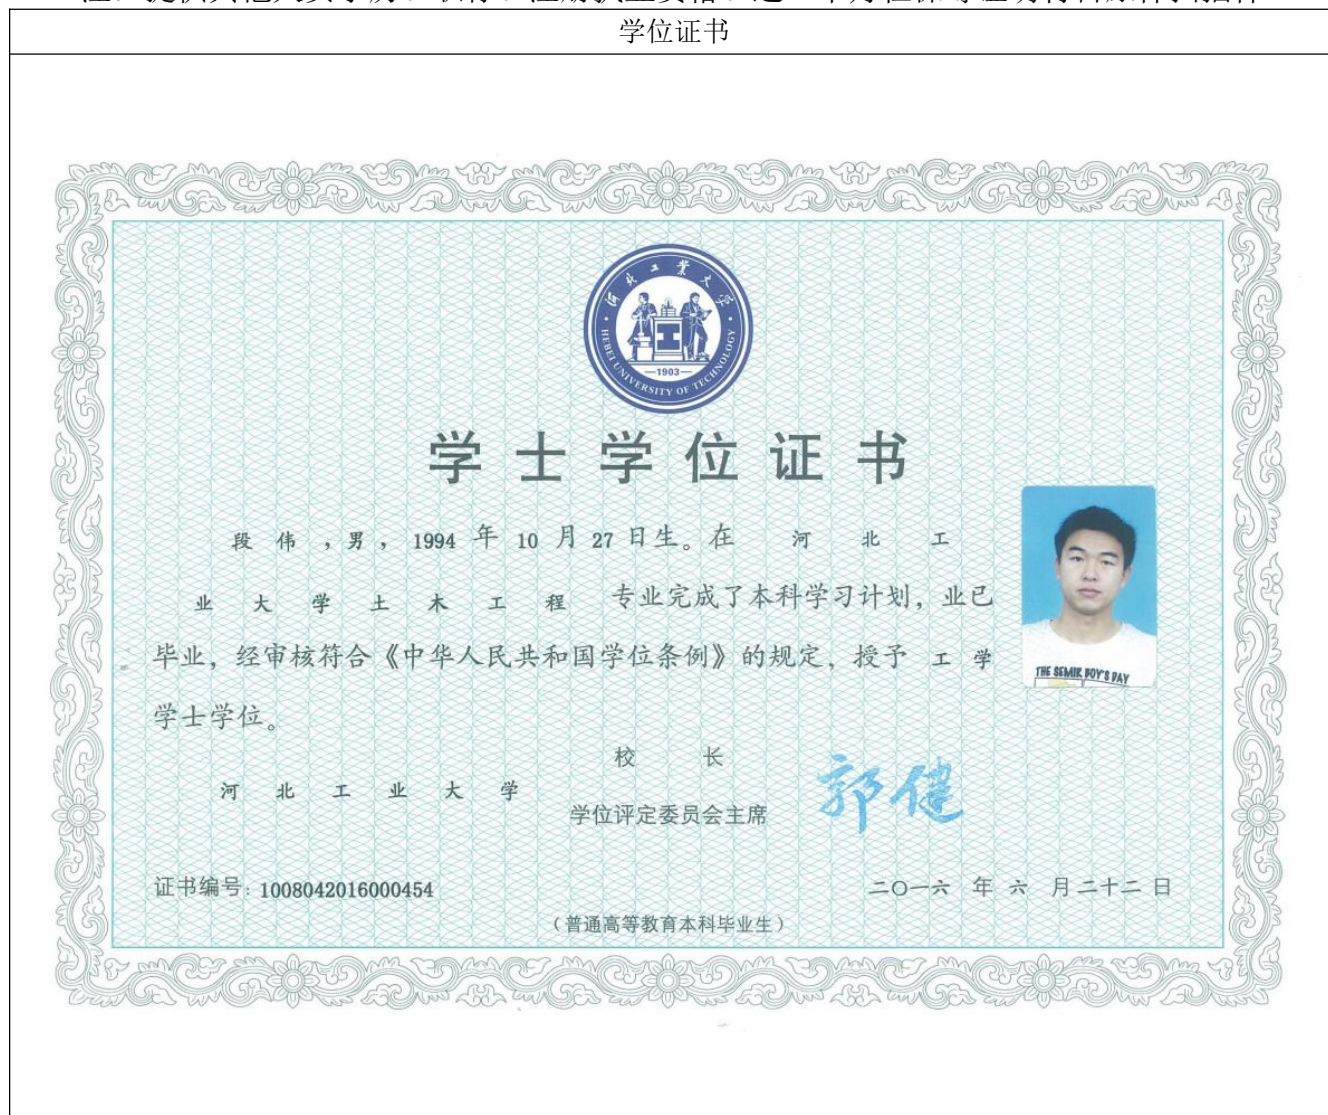 学位证书
河北工業大学
HEBEI UNIVERSITY OF TECHNOLOGY
1903
学士学位证书
段伟,男,1994年10月27日生。在河北工
业大学土木工程专业完成了本科学习计划,业已
毕业,经审核符合《中华人民共和国学位条例》的规定,授予工学
学士学位。
THE SEMIR BOY'S DAY
校长
河北工业大学
学位评定委员会主席
郭健
证书编号:1008042016000454
二〇一六年六月二十二日
(普通高等教育本科毕业生)